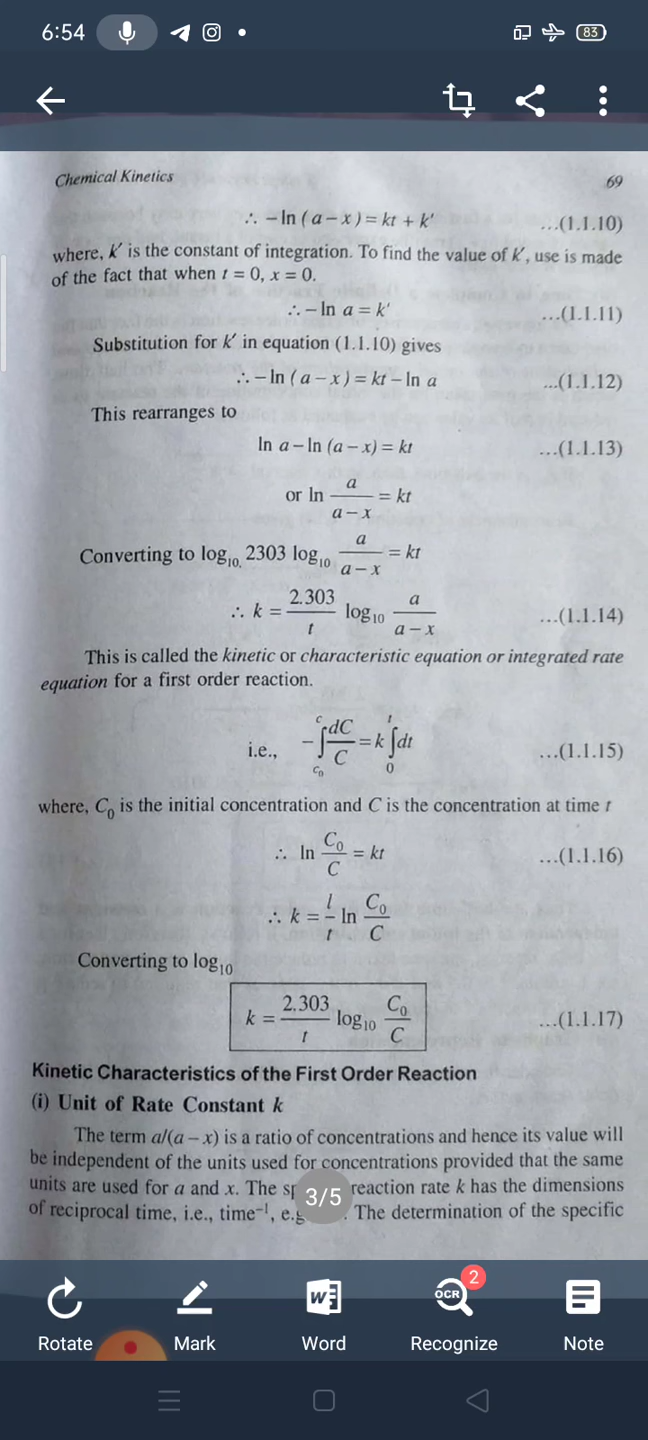 6:54
83
Chemical Kinetics 69
∴ −ln ( a − x ) = kt + k′ ...(1.1.10)
where, k′ is the constant of integration. To find the value of k′, use is made
of the fact that when t = 0, x = 0.
∴ −ln a = k′ ...(1.1.11)
Substitution for k′ in equation (1.1.10) gives
∴ −ln ( a − x ) = kt − ln a ...(1.1.12)
This rearranges to
ln a − ln (a − x) = kt ...(1.1.13)
or ln a/(a − x) = kt
Converting to log₁₀, 2303 log₁₀ a/(a − x) = kt
∴ k = 2.303/t log₁₀ a/(a − x) ...(1.1.14)
This is called the kinetic or characteristic equation or integrated rate
equation for a first order reaction.
i.e., −∫_{c₀}^{c} dC/C = k ∫_{0}^{t} dt ...(1.1.15)
where, C₀ is the initial concentration and C is the concentration at time t
∴ ln C₀/C = kt ...(1.1.16)
∴ k = l/t ln C₀/C
Converting to log₁₀
k = 2.303/t log₁₀ C₀/C ...(1.1.17)
Kinetic Characteristics of the First Order Reaction
(i) Unit of Rate Constant k
The term a/(a − x) is a ratio of concentrations and hence its value will
be independent of the units used for concentrations provided that the same
units are used for a and x. The reaction rate k has the dimensions
of reciprocal time, i.e., time⁻¹, The determination of the specific
3/5
2
OCR
W
Rotate Mark Word Recognize Note